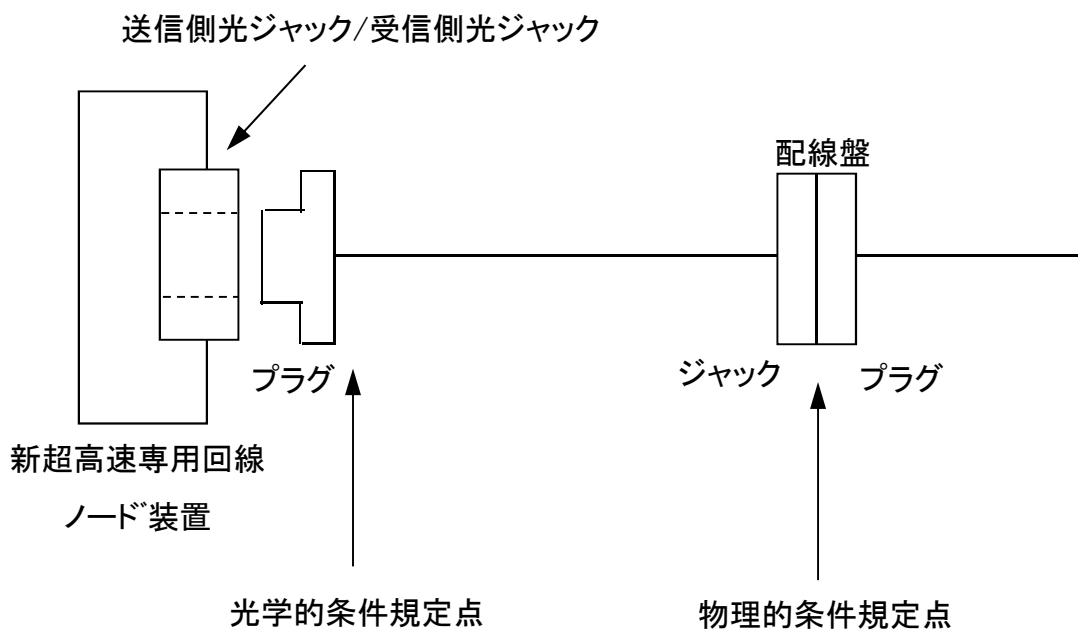 送信側光ジャック/受信側光ジャック
配線盤
プラグ
ジャック
プラグ
新超高速専用回線
ノード装置
光学的条件規定点
物理的条件規定点